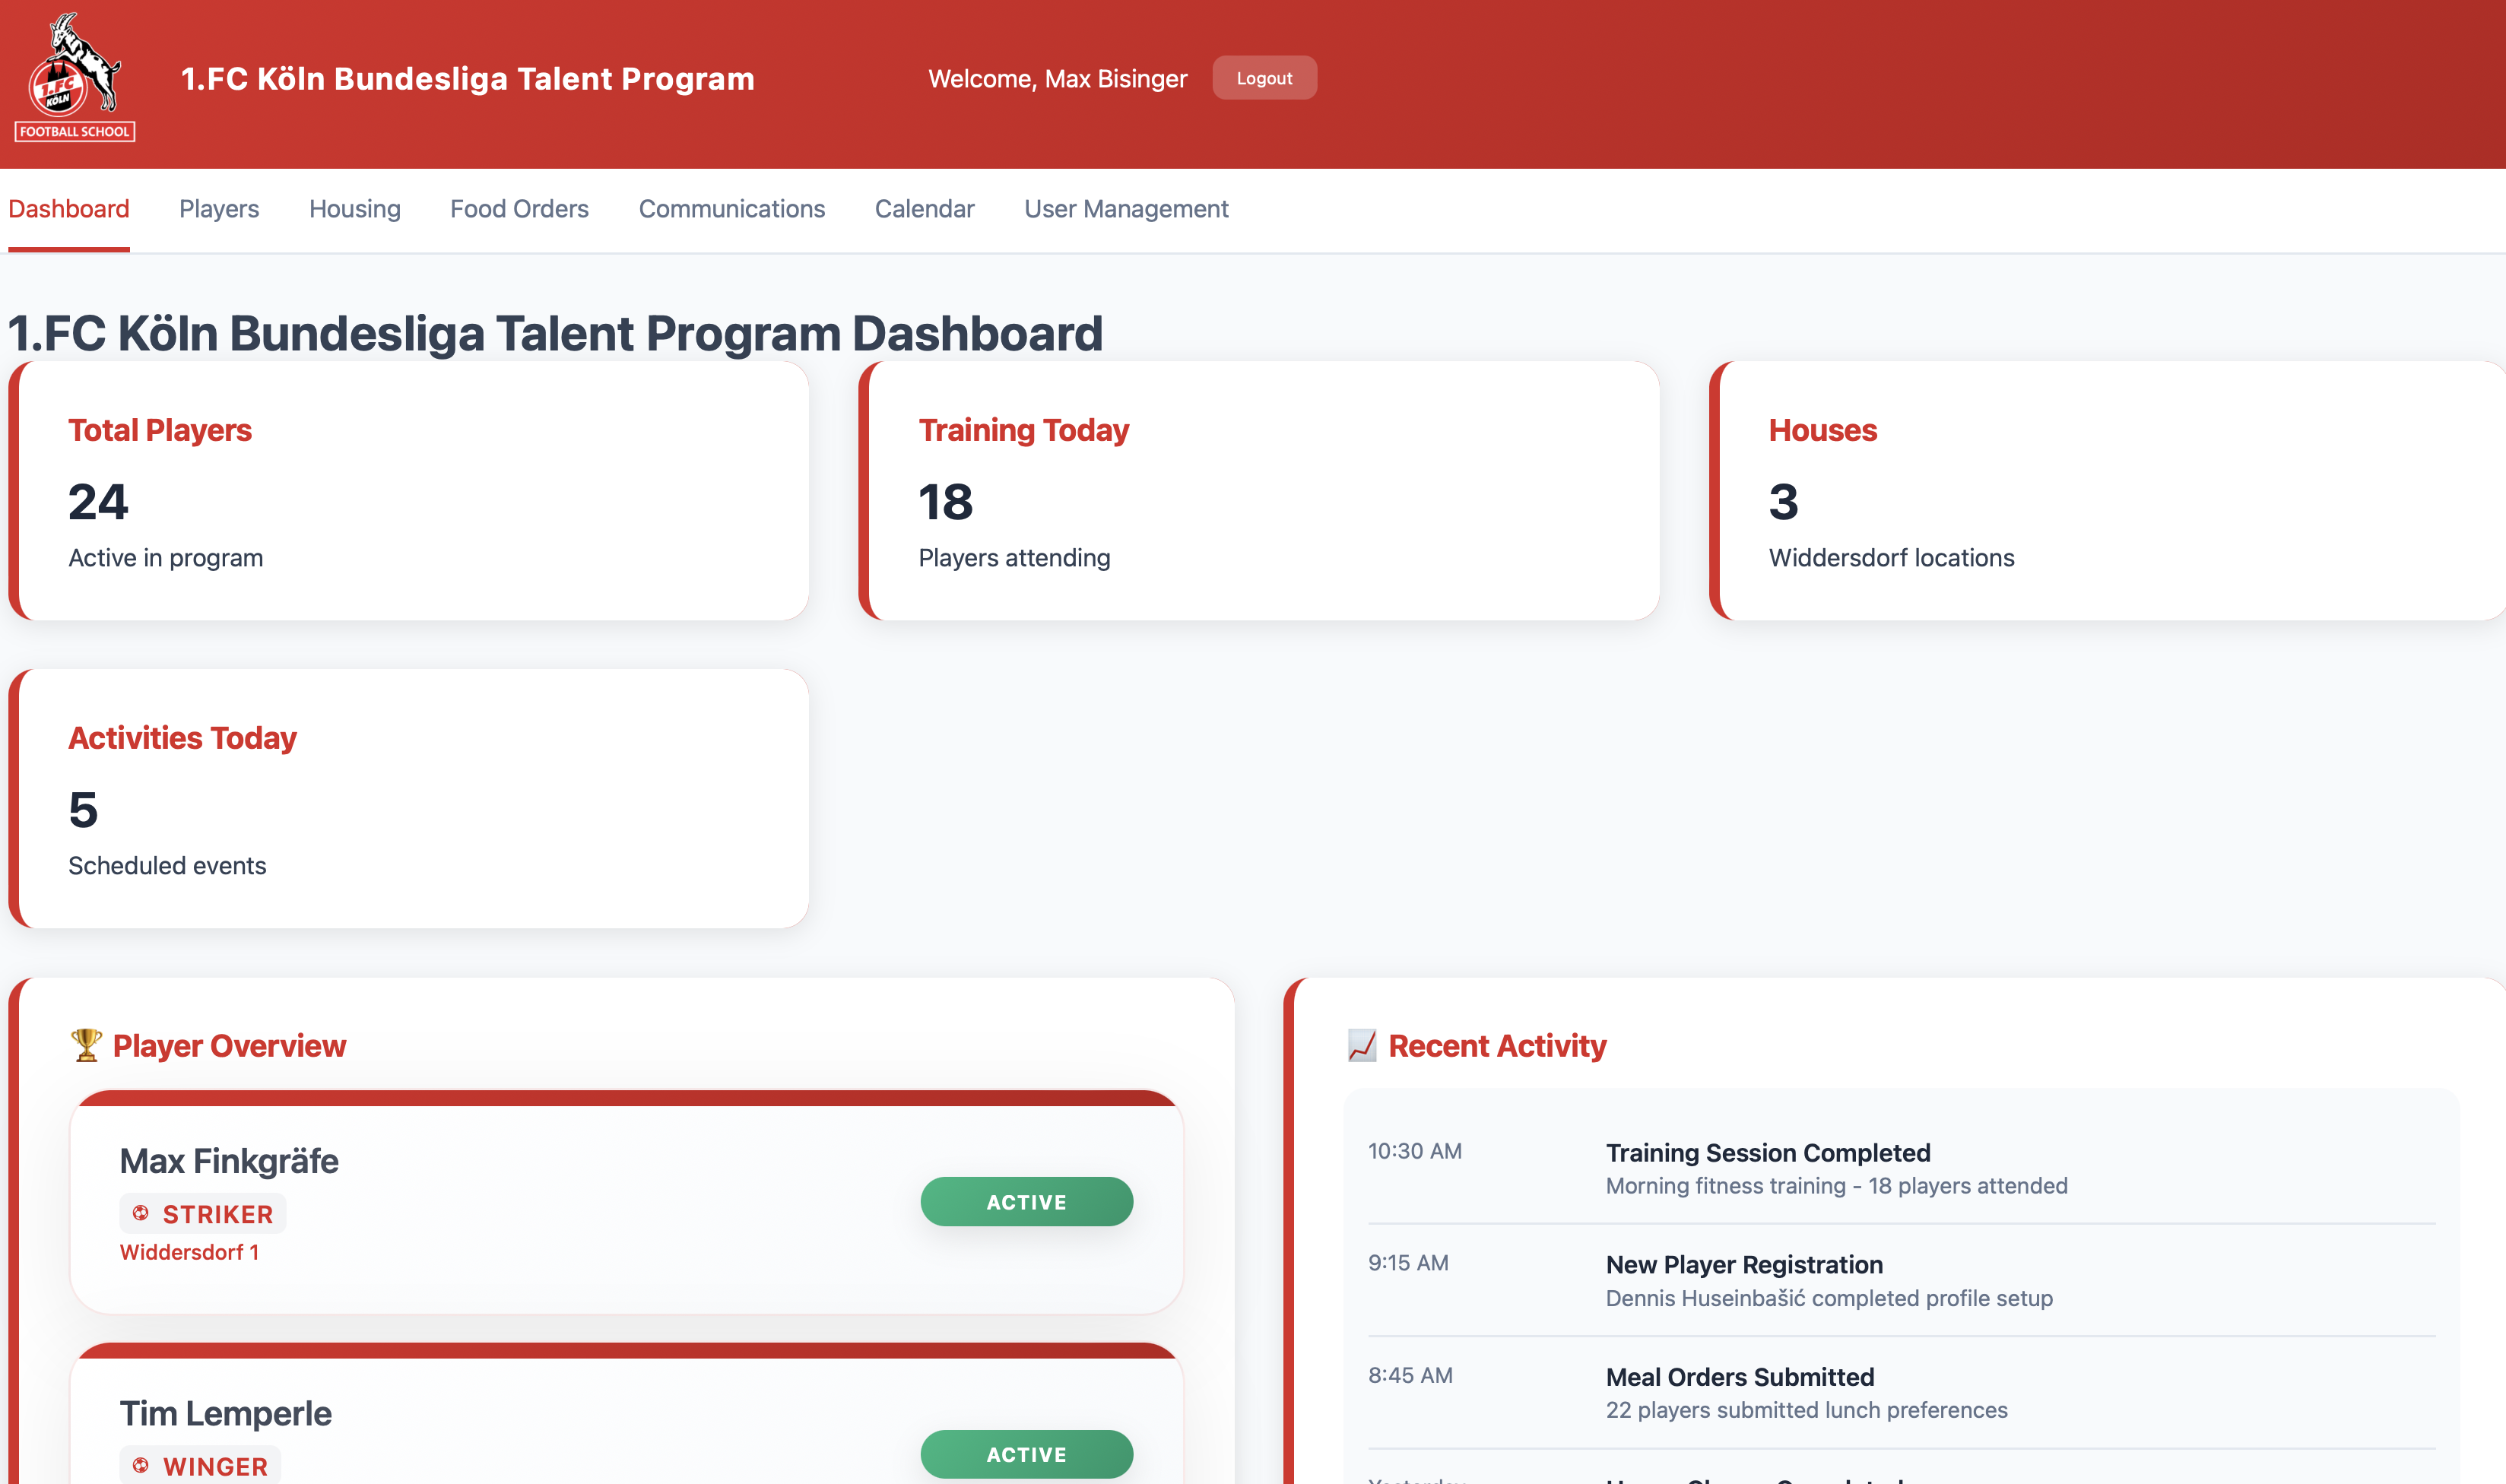 1.FC
KÖLN
FOOTBALL SCHOOL
1.FC Köln Bundesliga Talent Program
Welcome, Max Bisinger
Logout
Dashboard
Players
Housing
Food Orders
Communications
Calendar
User Management
1.FC Köln Bundesliga Talent Program Dashboard
Total Players
24
Active in program
Training Today
18
Players attending
Houses
3
Widdersdorf locations
Activities Today
5
Scheduled events
Player Overview
Max Finkgräfe
STRIKER
Widdersdorf 1
ACTIVE
Tim Lemperle
WINGER
ACTIVE
Recent Activity
10:30 AM
Training Session Completed
Morning fitness training - 18 players attended
9:15 AM
New Player Registration
Dennis Huseinbašić completed profile setup
8:45 AM
Meal Orders Submitted
22 players submitted lunch preferences